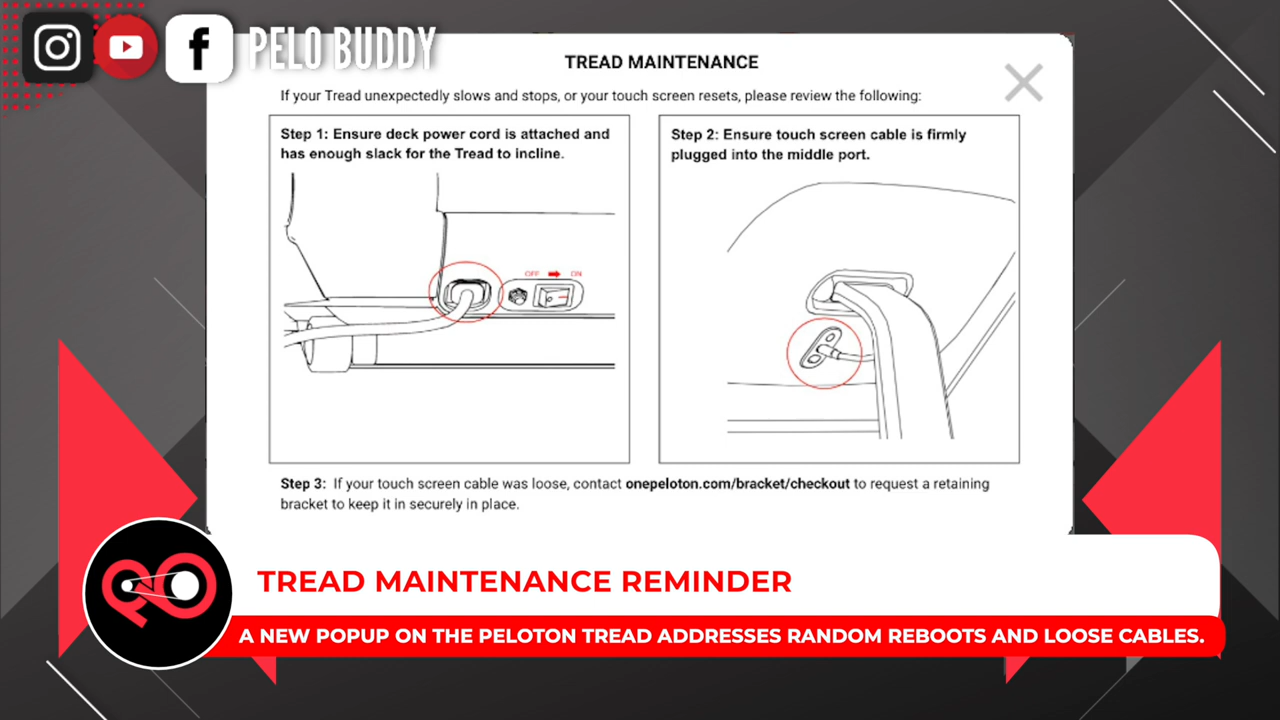 PELO BUDDY
TREAD MAINTENANCE
If your Tread unexpectedly slows and stops, or your touch screen resets, please review the following:
Step 1: Ensure deck power cord is attached and
has enough slack for the Tread to incline.
OFF ON
Step 2: Ensure touch screen cable is firmly
plugged into the middle port.
Step 3: If your touch screen cable was loose, contact onepeloton.com/bracket/checkout to request a retaining
bracket to keep it in securely in place.
TREAD MAINTENANCE REMINDER
A NEW POPUP ON THE PELOTON TREAD ADDRESSES RANDOM REBOOTS AND LOOSE CABLES.